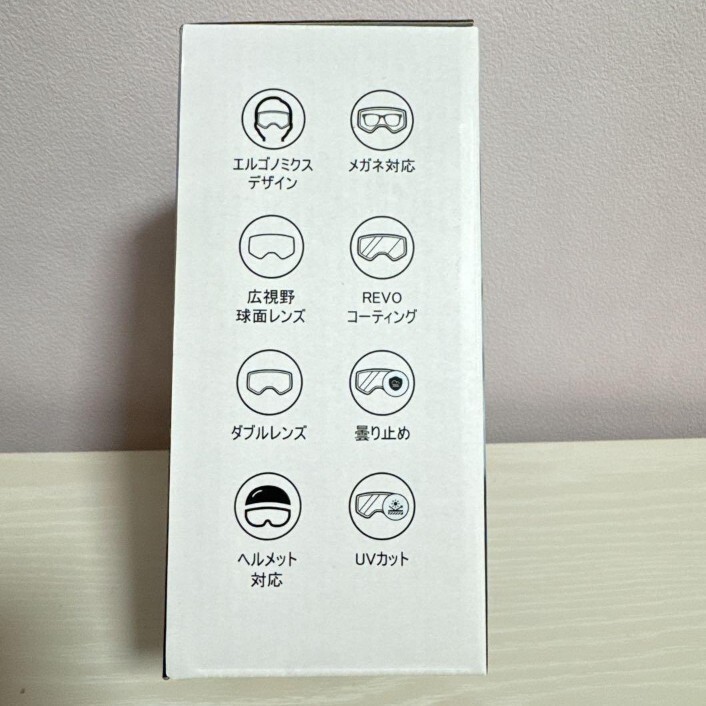 エルゴノミクス
デザイン
メガネ対応
広視野
球面レンズ
REVO
コーティング
ダブルレンズ
曇り止め
ヘルメット
対応
UVカット